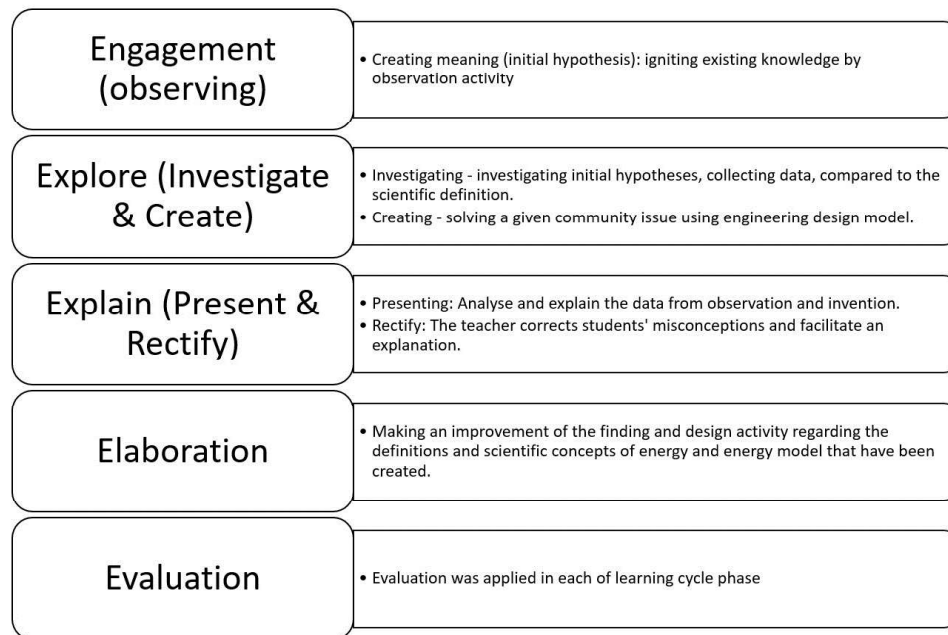 Engagement
(observing)
• Creating meaning (initial hypothesis): igniting existing knowledge by
observation activity
Explore (Investigate
& Create)
• Investigating - investigating initial hypotheses, collecting data, compared to the
scientific definition.
• Creating - solving a given community issue using engineering design model.
Explain (Present &
Rectify)
• Presenting: Analyse and explain the data from observation and invention.
• Rectify: The teacher corrects students' misconceptions and facilitate an
explanation.
Elaboration
• Making an improvement of the finding and design activity regarding the
definitions and scientific concepts of energy and energy model that have been
created.
Evaluation
• Evaluation was applied in each of learning cycle phase